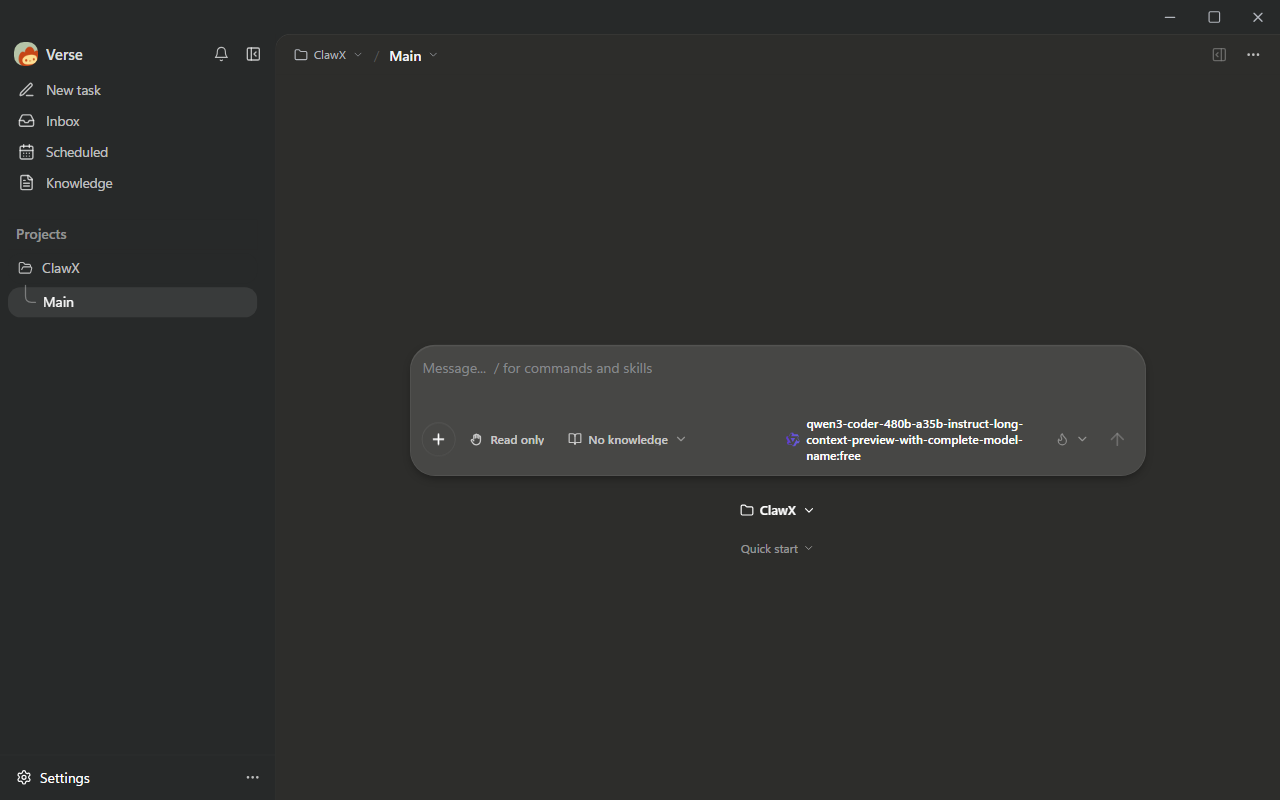 Verse
New task
Inbox
Scheduled
Knowledge
Projects
ClawX
Main
Settings
ClawX / Main
Message... / for commands and skills
Read only
No knowledge
qwen3-coder-480b-a35b-instruct-long-
context-preview-with-complete-model-
name:free
ClawX
Quick start